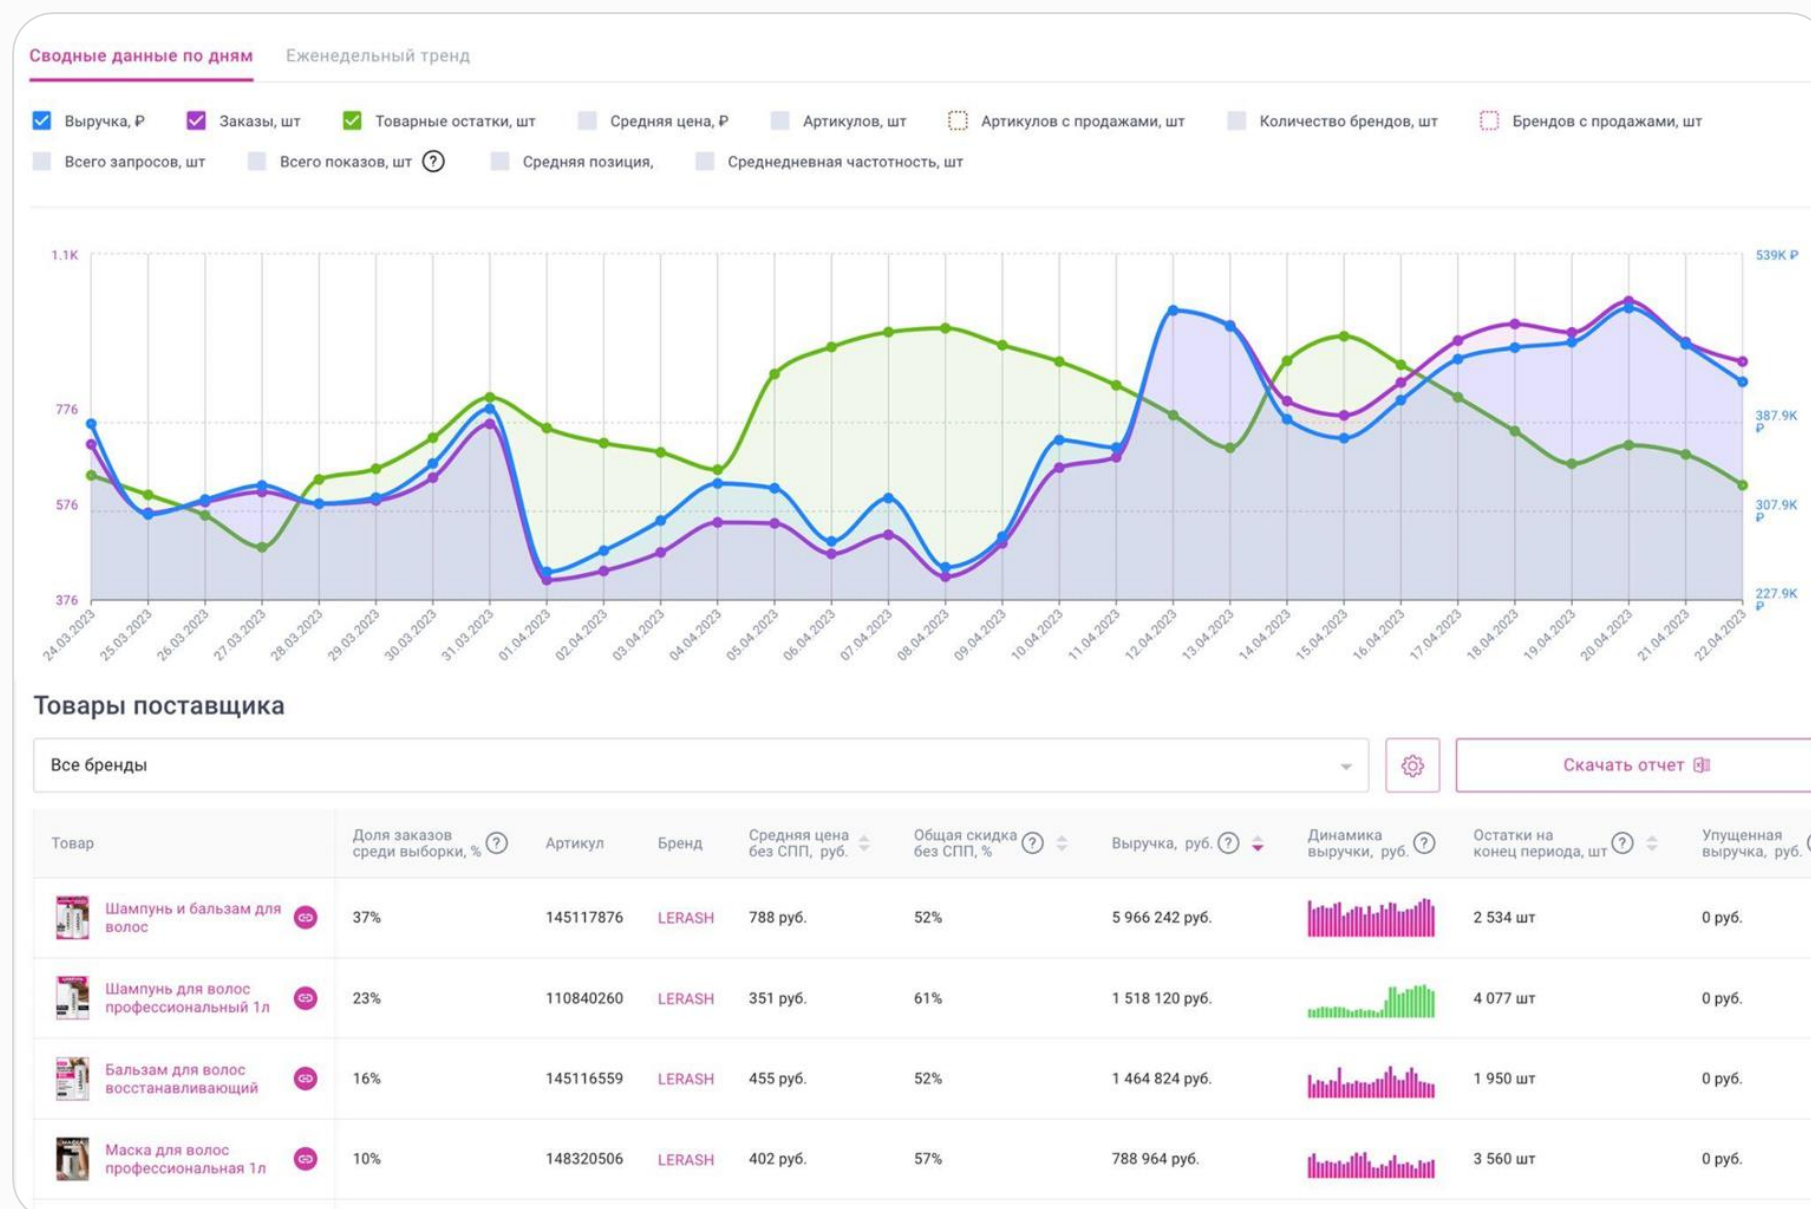 Сводные данные по дням Еженедельный тренд
Выручка, ₽ Заказы, шт Товарные остатки, шт Средняя цена, ₽ Артикулов, шт Артикулов с продажами, шт Количество брендов, шт Брендов с продажами, шт
Всего запросов, шт Всего показов, шт ? Средняя позиция, Среднедневная частотность, шт
1.1K 539K ₽
776 387.9K ₽
576 307.9K ₽
376 227.9K ₽
24.03.2023 25.03.2023 26.03.2023 27.03.2023 28.03.2023 29.03.2023 30.03.2023 31.03.2023 01.04.2023 02.04.2023 03.04.2023 04.04.2023 05.04.2023 06.04.2023 07.04.2023 08.04.2023 09.04.2023 10.04.2023 11.04.2023 12.04.2023 13.04.2023 14.04.2023 15.04.2023 16.04.2023 17.04.2023 18.04.2023 19.04.2023 20.04.2023 21.04.2023 22.04.2023
Товары поставщика
Все бренды Скачать отчет
Товар Доля заказов среди выборки, % ? Артикул Бренд Средняя цена без СПП, руб. Общая скидка без СПП, % ? Выручка, руб. ? Динамика выручки, руб. ? Остатки на конец периода, шт ? Упущенная выручка, руб.
Шампунь и бальзам для волос 37% 145117876 LERASH 788 руб. 52% 5 966 242 руб. 2 534 шт 0 руб.
Шампунь для волос профессиональный 1л 23% 110840260 LERASH 351 руб. 61% 1 518 120 руб. 4 077 шт 0 руб.
Бальзам для волос восстанавливающий 16% 145116559 LERASH 455 руб. 52% 1 464 824 руб. 1 950 шт 0 руб.
Маска для волос профессиональная 1л 10% 148320506 LERASH 402 руб. 57% 788 964 руб. 3 560 шт 0 руб.